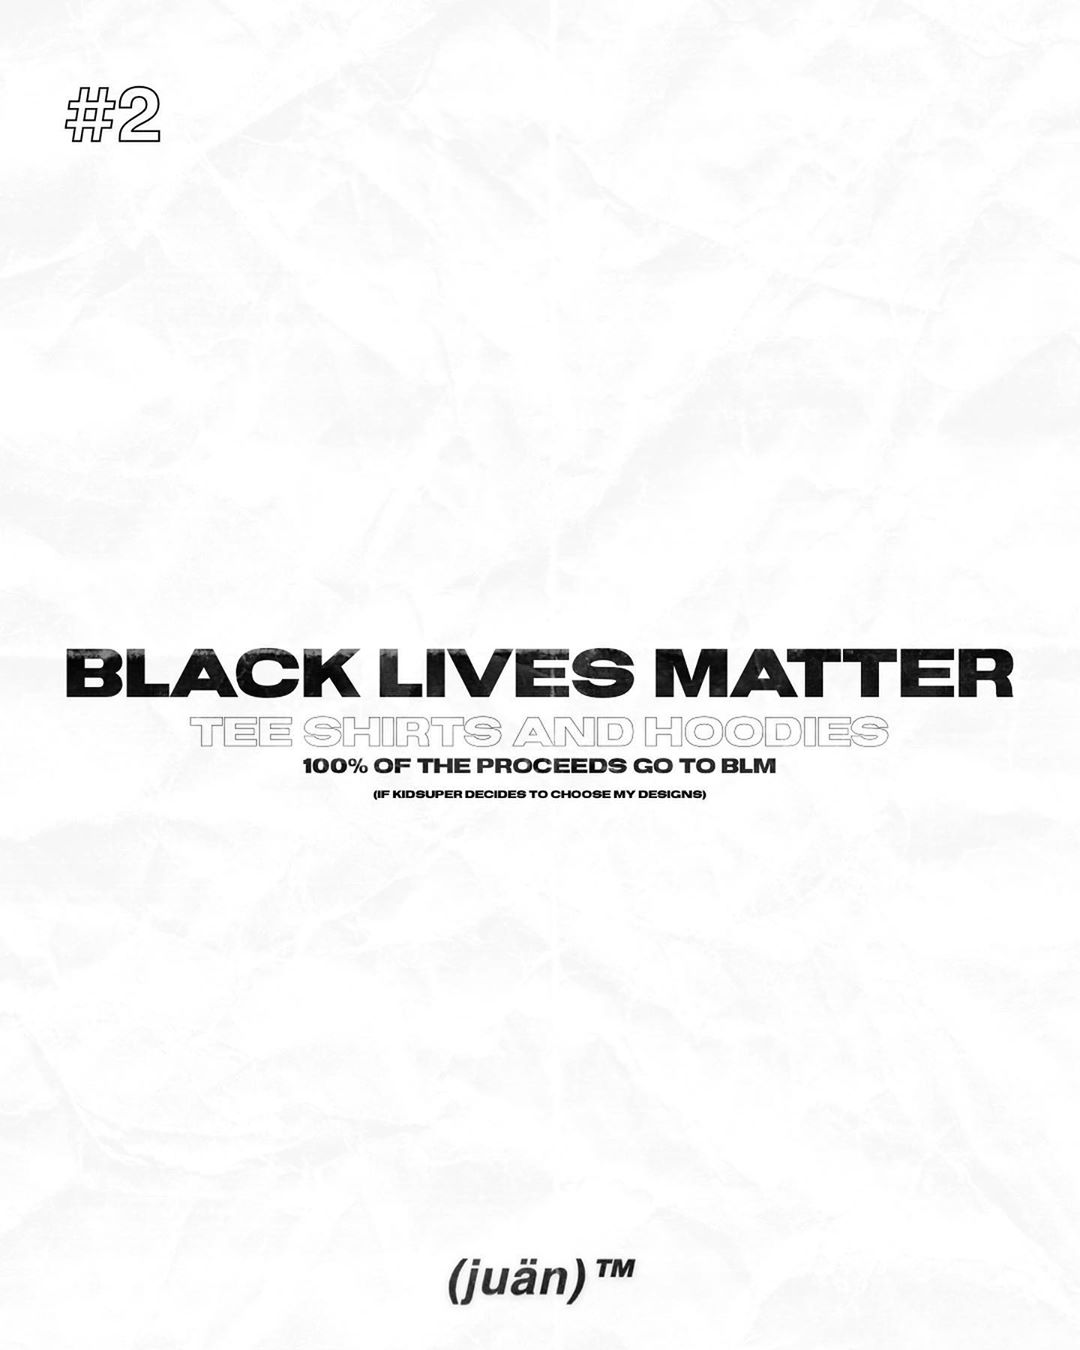 #2
BLACK LIVES MATTER
TEE SHIRTS AND HOODIES
100% OF THE PROCEEDS GO TO BLM
(IF KIDSUPER DECIDES TO CHOOSE MY DESIGNS)
(juän)™